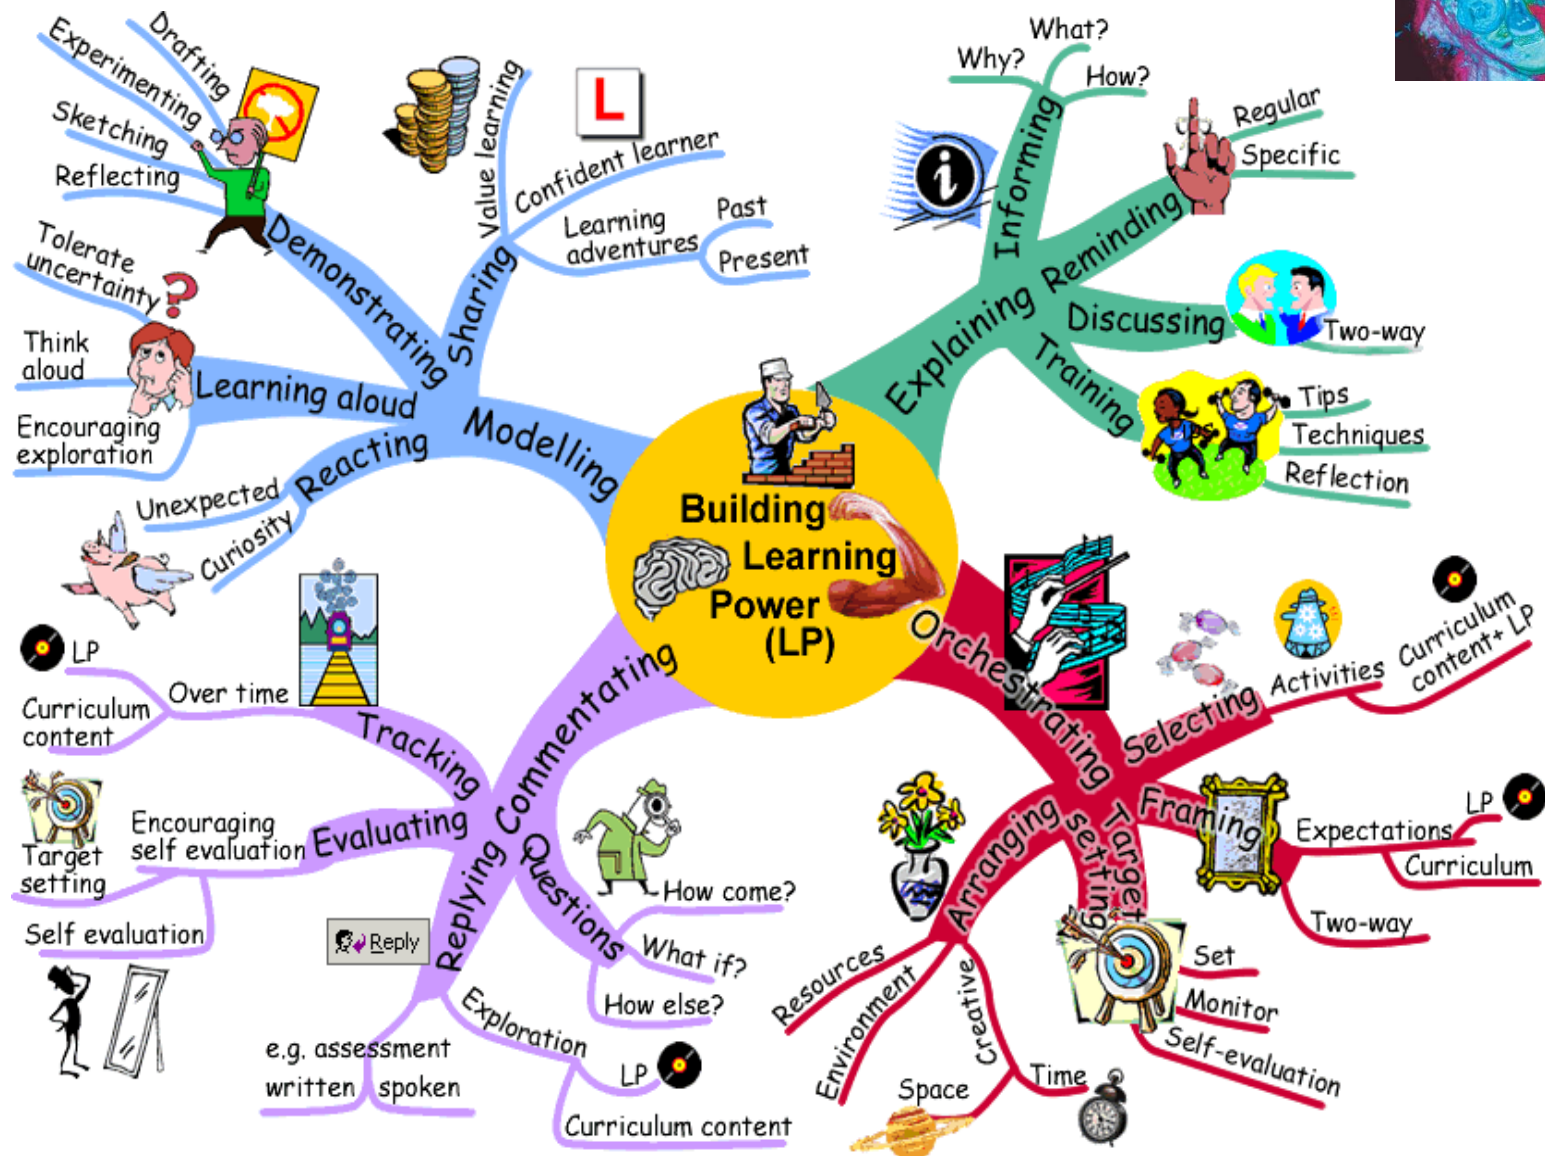 Building
Learning
Power
(LP)
Explaining
Informing
Why?
What?
How?
Reminding
Regular
Specific
Discussing
Two-way
Training
Tips
Techniques
Reflection
Orchestrating
Selecting
Activities
Curriculum
content+ LP
Framing
Expectations
LP
Curriculum
Two-way
Target
setting
Set
Monitor
Self-evaluation
Arranging
Resources
Environment
Creative
Space
Time
Commentating
Questions
How come?
What if?
How else?
Replying
Reply
Exploration
LP
Curriculum content
e.g. assessment
written
spoken
Evaluating
Encouraging
self evaluation
Target
setting
Self evaluation
Tracking
Over time
LP
Curriculum
content
Modelling
Reacting
Unexpected
Curiosity
Learning aloud
Tolerate
uncertainty
?
Think
aloud
Encouraging
exploration
Demonstrating
Drafting
Experimenting
Sketching
Reflecting
Sharing
Value learning
L
Confident learner
Learning
adventures
Past
Present
i